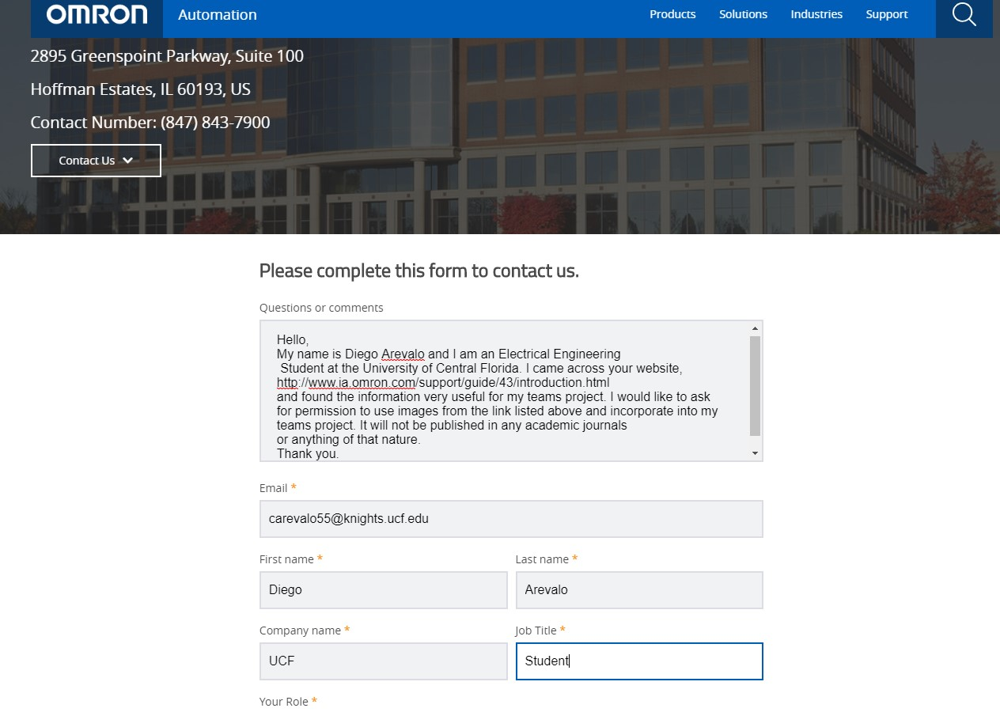 OMRON
Automation
Products Solutions Industries Support
2895 Greenspoint Parkway, Suite 100
Hoffman Estates, IL 60193, US
Contact Number: (847) 843-7900
Contact Us
Please complete this form to contact us.
Questions or comments
Hello,
My name is Diego Arevalo and I am an Electrical Engineering
Student at the University of Central Florida. I came across your website,
http://www.ia.omron.com/support/guide/43/introduction.html
and found the information very useful for my teams project. I would like to ask
for permission to use images from the link listed above and incorporate into my
teams project. It will not be published in any academic journals
or anything of that nature.
Thank you.
Email *
carevalo55@knights.ucf.edu
First name * Last name *
Diego Arevalo
Company name * Job Title *
UCF Student
Your Role *